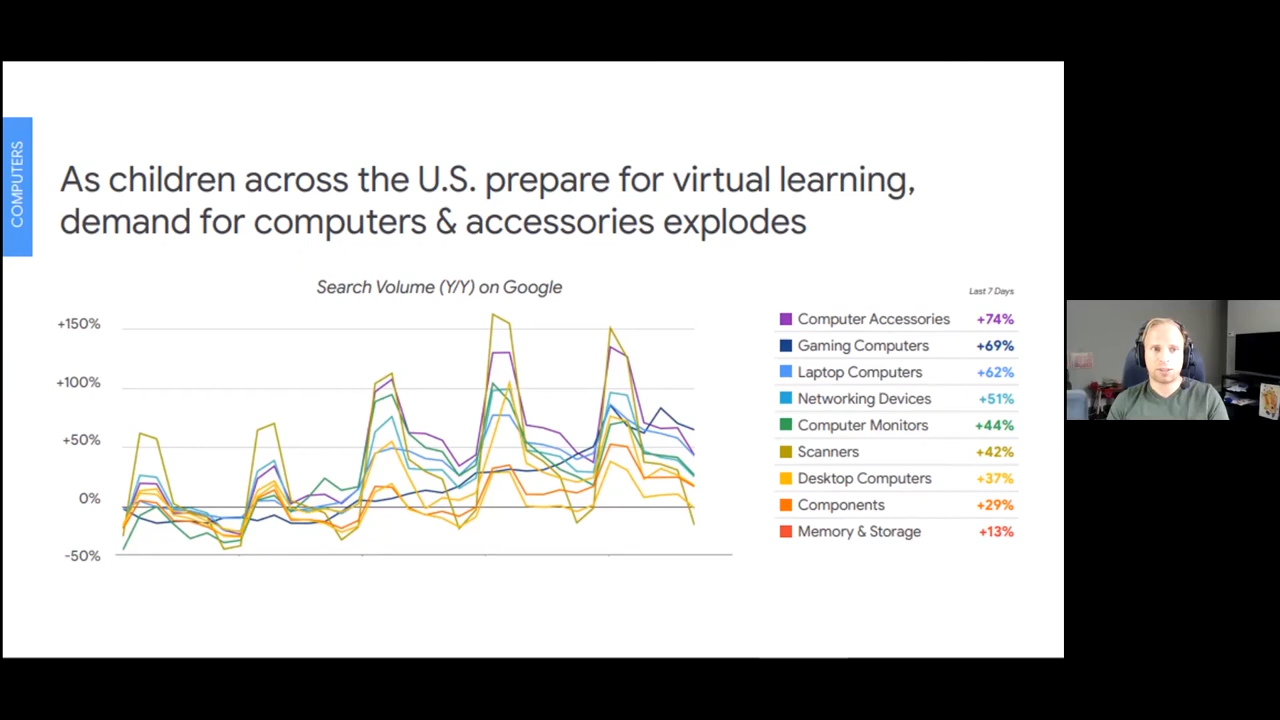 COMPUTERS
As children across the U.S. prepare for virtual learning,
demand for computers & accessories explodes
Search Volume (Y/Y) on Google
+150%
+100%
+50%
0%
-50%
Last 7 Days
Computer Accessories +74%
Gaming Computers +69%
Laptop Computers +62%
Networking Devices +51%
Computer Monitors +44%
Scanners +42%
Desktop Computers +37%
Components +29%
Memory & Storage +13%